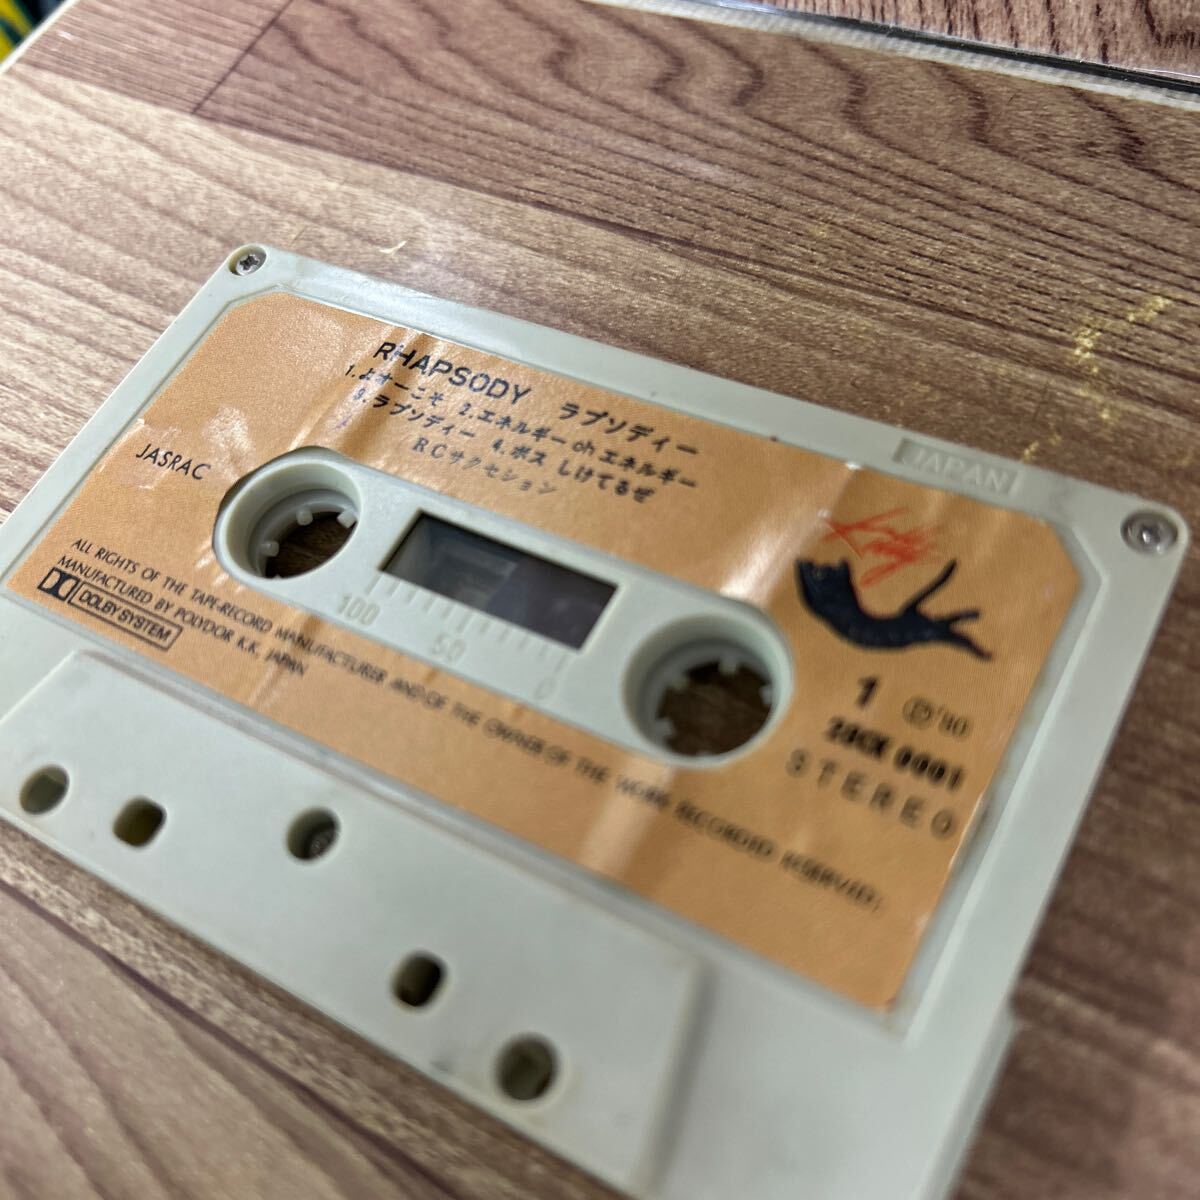 RHAPSODY ラプソディー
1.よォーこそ 2.エネルギー oh エネルギー
3.ラプソディー 4.ボス しけてるぜ
RCサクセション
JAPAN
JASRAC
Kitty
100 50 0
1 Ⓟ'80
28CK 0001
STEREO
ALL RIGHTS OF THE TAPE-RECORD MANUFACTURER AND/OF THE OWNER OF THE WORK RECORDED RESERVED.
MANUFACTURED BY POLYDOR K.K. JAPAN
DOLBY SYSTEM